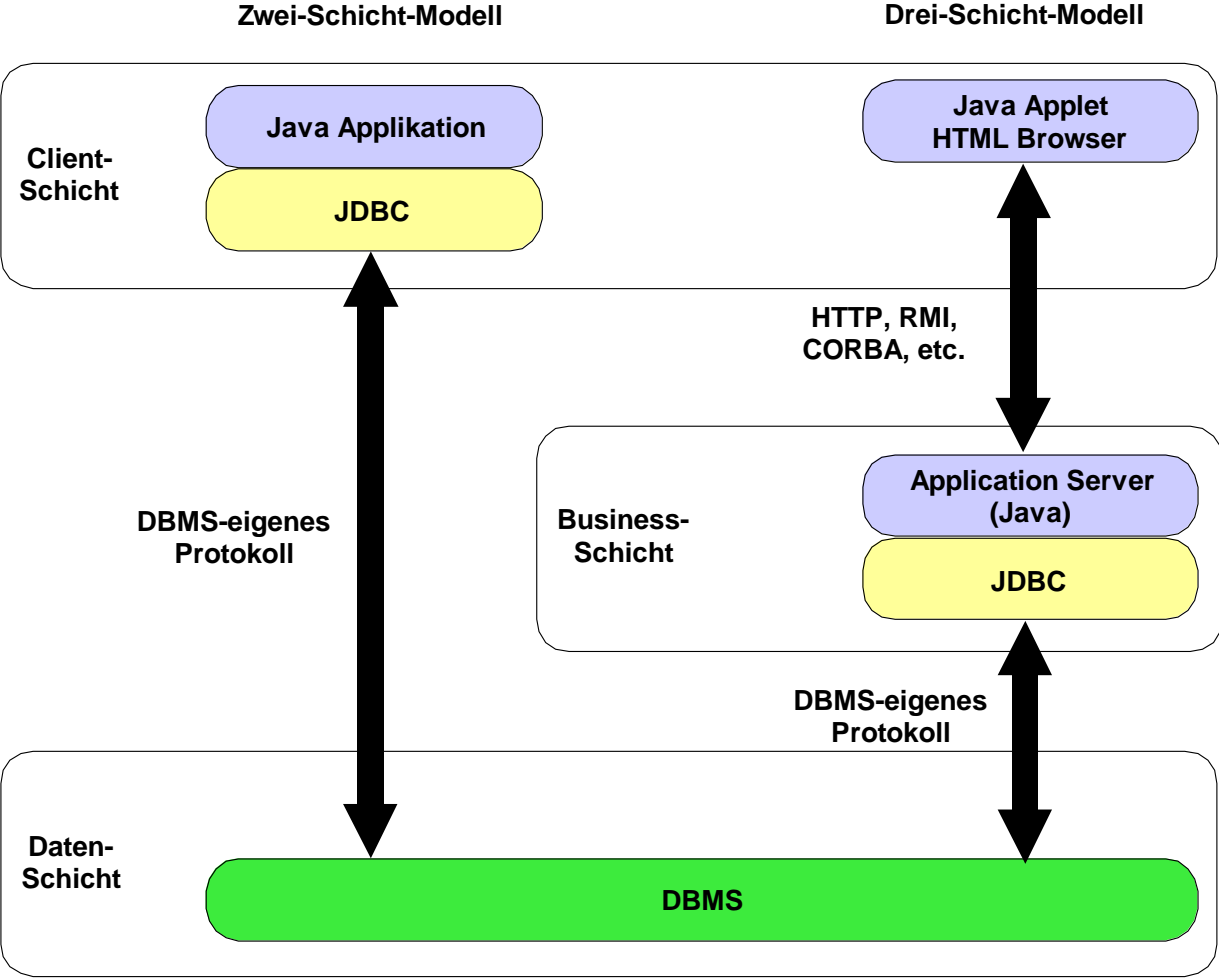 Zwei-Schicht-Modell
Drei-Schicht-Modell
Client-
Schicht
Java Applikation
JDBC
Java Applet
HTML Browser
HTTP, RMI,
CORBA, etc.
DBMS-eigenes
Protokoll
Business-
Schicht
Application Server
(Java)
JDBC
DBMS-eigenes
Protokoll
Daten-
Schicht
DBMS